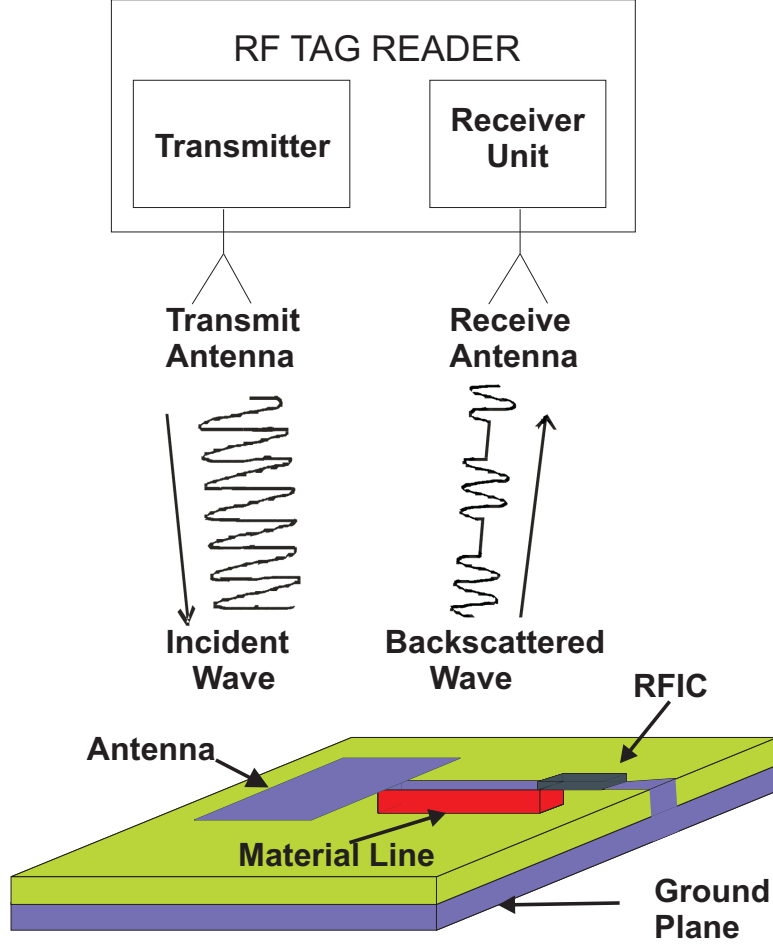 RF TAG READER
Transmitter
Receiver
Unit
Transmit
Antenna
Receive
Antenna
Incident
Wave
Backscattered
Wave
RFIC
Antenna
Material Line
Ground
Plane